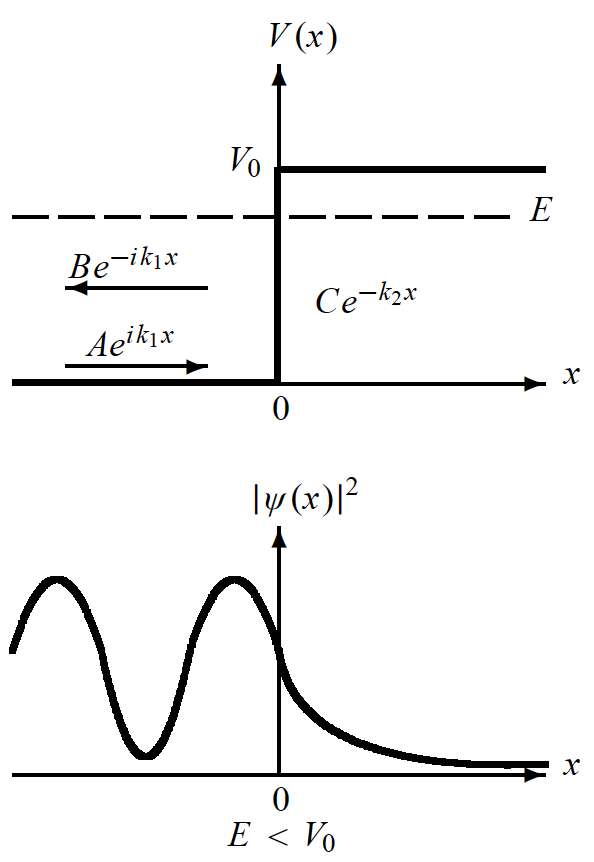 V(x)
V₀
E
Be^{-ik₁x}
Ce^{-k₂x}
Ae^{ik₁x}
x
0
|ψ(x)|²
x
0
E < V₀